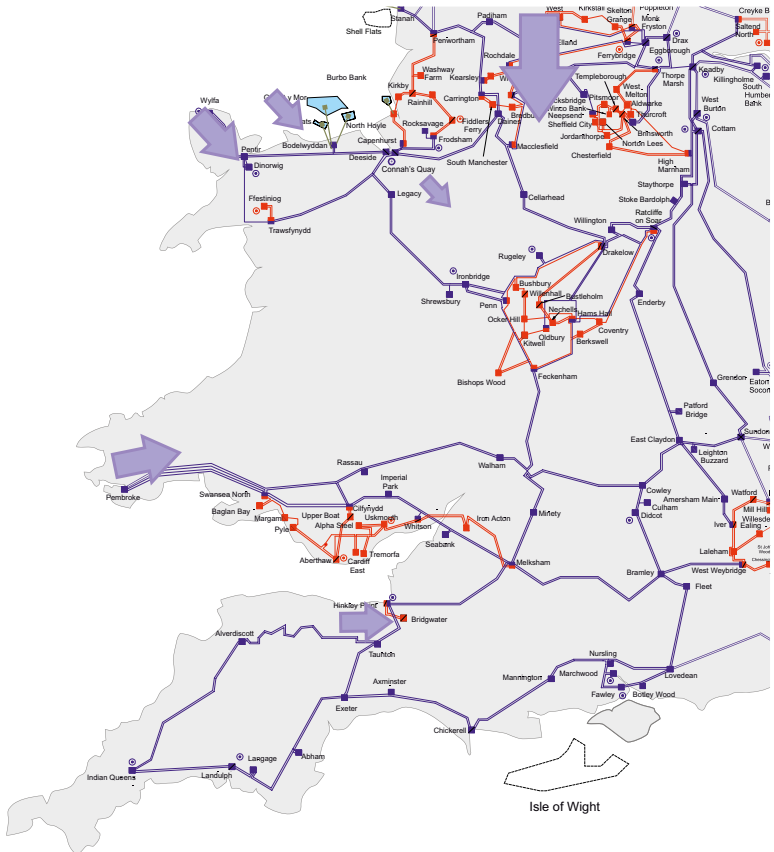 Stanah
Padiham
West
Kirkstall
Skelton
Grange
Poppleton
Monk
Fryston
Creyke Be
Saltend
North
Shell Flats
Penwortham
Rochdale
Elland
Drax
Eggborough
Ferrybridge
Keadby
Killingholme
South
Humber
Bank
Washway
Farm
Kearsley
Templeborough
Thorpe
Marsh
Burbo Bank
Kirkby
Rainhill
Carrington
Pitsmoor
West
Melton
Aldwarke
Thurcroft
West
Burton
Wylfa
North Hoyle
Rocksavage
Fiddlers
Ferry
Neepsend
Sheffield City
Jordanthorpe
Brinsworth
Norton Lees
Cottam
Pentir
Bodelwyddan
Capenhurst
Frodsham
Macclesfield
Chesterfield
Deeside
Dinorwig
Connah's Quay
South Manchester
High
Marnham
Ffestiniog
Legacy
Cellarhead
Staythorpe
Stoke Bardolph
Trawsfynydd
Willington
Ratcliffe
on Soar
Rugeley
Drakelow
Ironbridge
Bushbury
Willenhall
Bustleholm
Enderby
Shrewsbury
Penn
Nechells
Hams Hall
Ocker Hill
Oldbury
Coventry
Kitwell
Berkswell
Bishops Wood
Feckenham
Grendon
Eaton
Socon
Patford
Bridge
East Claydon
Sundon
Leighton
Buzzard
Rassau
Walham
Imperial
Park
Pembroke
Swansea North
Cowley
Culham
Didcot
Amersham Main
Watford
Mill Hill
Willesde
Baglan Bay
Cilfynydd
Margam
Upper Boat
Uskmouth
Alpha Steel
Whitson
Iron Acton
Minety
Iver
Ealing
Pyle
Seabank
Tremorfa
Cardiff
East
Aberthaw
Melksham
Laleham
St Joh
Wood
West Weybridge
Bramley
Fleet
Hinkley Point
Bridgwater
Alverdiscott
Taunton
Nursling
Axminster
Mannington
Marchwood
Lovedean
Fawley
Botley Wood
Exeter
Chickerell
Langage
Abham
Indian Queens
Landulph
Isle of Wight